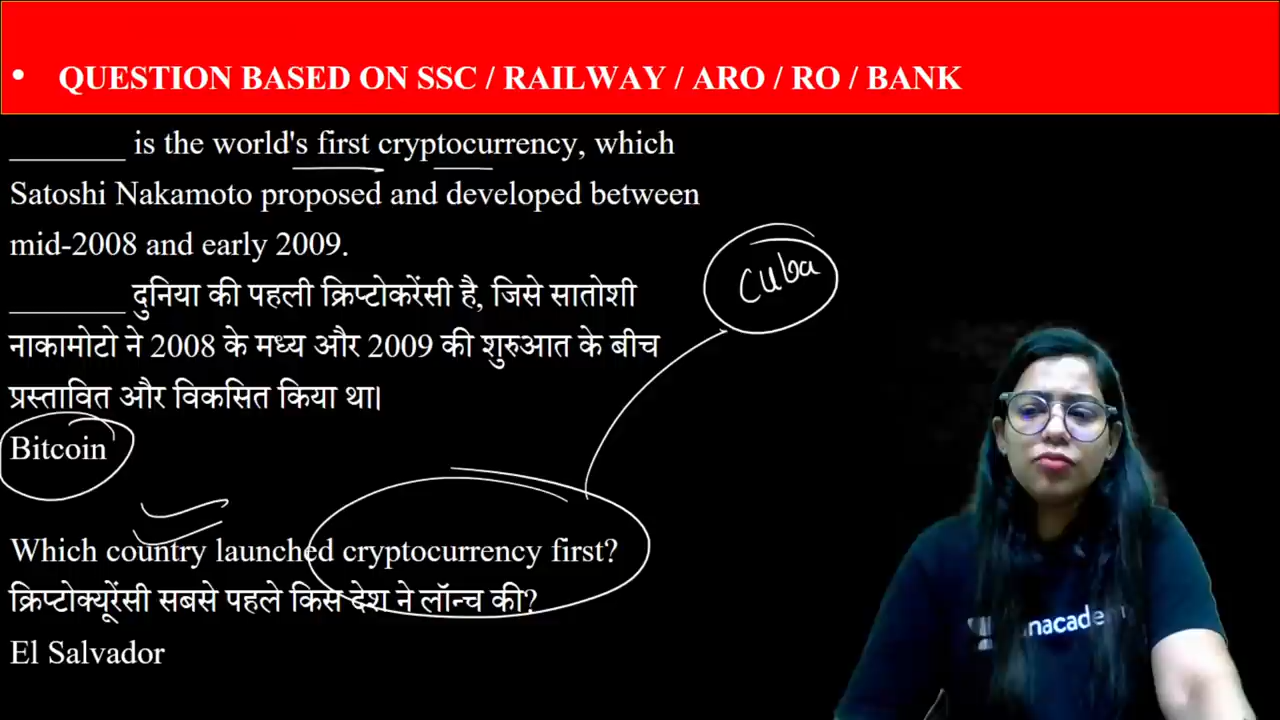 • QUESTION BASED ON SSC / RAILWAY / ARO / RO / BANK
_______ is the world's first cryptocurrency, which
Satoshi Nakamoto proposed and developed between
mid-2008 and early 2009.
_______ दुनिया की पहली क्रिप्टोकरेंसी है, जिसे सातोशी
नाकामोटो ने 2008 के मध्य और 2009 की शुरुआत के बीच
प्रस्तावित और विकसित किया था।
Cuba
Bitcoin
Which country launched cryptocurrency first?
क्रिप्टोक्यूरेंसी सबसे पहले किस देश ने लॉन्च की?
El Salvador